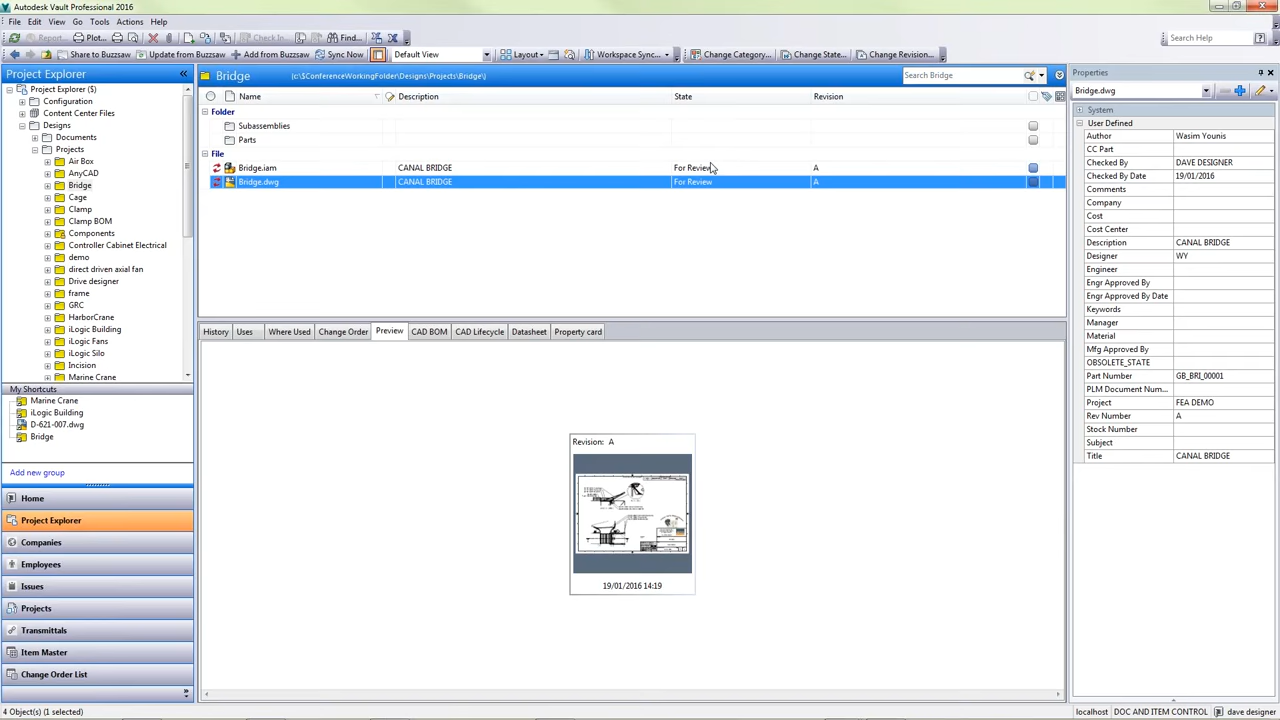 Autodesk Vault Professional 2016
File Edit View Go Tools Actions Help
Report... Plot... Check In... Find... Search Help
Share to Buzzsaw Update from Buzzsaw Add from Buzzsaw Sync Now Default View Layout Workspace Sync... Change Category... Change State... Change Revision...
Project Explorer
Project Explorer ($)
Configuration
Content Center Files
Designs
Documents
Projects
Air Box
AnyCAD
Bridge
Cage
Clamp
Clamp BOM
Components
Controller Cabinet Electrical
demo
direct driven axial fan
Drive designer
frame
GRC
HarborCrane
iLogic Building
iLogic Fans
iLogic Silo
Incision
Marine Crane
My Shortcuts
Marine Crane
iLogic Building
D-621-007.dwg
Bridge
Add new group
Home
Project Explorer
Companies
Employees
Issues
Projects
Transmittals
Item Master
Change Order List
Bridge (c:\$ConferenceWorkingFolder\Designs\Projects\Bridge\) Search Bridge
Name Description State Revision
Folder
Subassemblies
Parts
File
Bridge.iam CANAL BRIDGE For Review A
Bridge.dwg CANAL BRIDGE For Review A
History Uses Where Used Change Order Preview CAD BOM CAD Lifecycle Datasheet Property card
Revision: A
19/01/2016 14:19
Properties
Bridge.dwg
System
User Defined
Author Wasim Younis
CC Part
Checked By DAVE DESIGNER
Checked By Date 19/01/2016
Comments
Company
Cost
Cost Center
Description CANAL BRIDGE
Designer WY
Engineer
Engr Approved By
Engr Approved By Date
Keywords
Manager
Material
Mfg Approved By
OBSOLETE_STATE
Part Number GB_BRI_00001
PLM Document Num...
Project FEA DEMO
Rev Number A
Stock Number
Subject
Title CANAL BRIDGE
4 Object(s) (1 selected) localhost DOC AND ITEM CONTROL dave designer